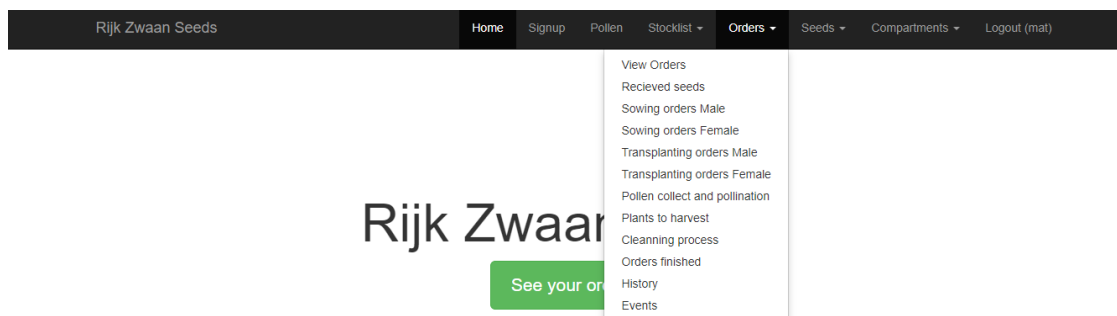 Rijk Zwaan Seeds Home Signup Pollen Stocklist Orders Seeds Compartments Logout (mat)
View Orders
Recieved seeds
Sowing orders Male
Sowing orders Female
Transplanting orders Male
Transplanting orders Female
Pollen collect and pollination
Plants to harvest
Cleanning process
Orders finished
History
Events
Rijk Zwaa
See your or